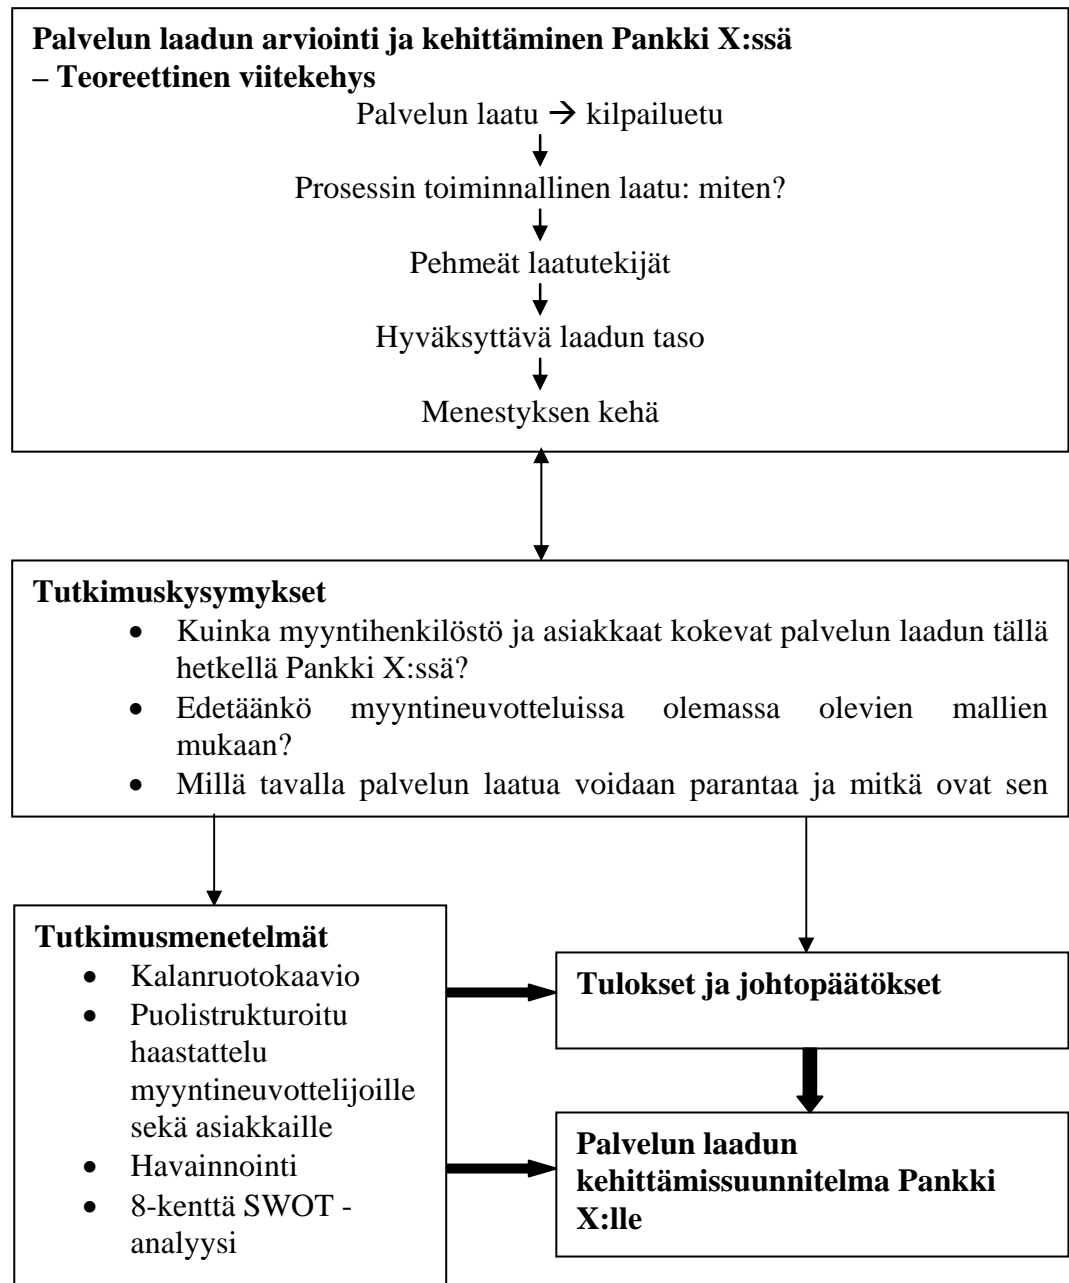 Palvelun laadun arviointi ja kehittäminen Pankki X:ssä
– Teoreettinen viitekehys
Palvelun laatu → kilpailuetu
Prosessin toiminnallinen laatu: miten?
Pehmeät laatutekijät
Hyväksyttävä laadun taso
Menestyksen kehä
Tutkimuskysymykset
• Kuinka myyntihenkilöstö ja asiakkaat kokevat palvelun laadun tällä
hetkellä Pankki X:ssä?
• Edetäänkö myyntineuvotteluissa olemassa olevien mallien
mukaan?
• Millä tavalla palvelun laatua voidaan parantaa ja mitkä ovat sen
Tutkimusmenetelmät
• Kalanruotokaavio
• Puolistrukturoitu
haastattelu
myyntineuvottelijoille
sekä asiakkaille
• Havainnointi
• 8-kenttä SWOT -
analyysi
Tulokset ja johtopäätökset
Palvelun laadun
kehittämissuunnitelma Pankki
X:lle